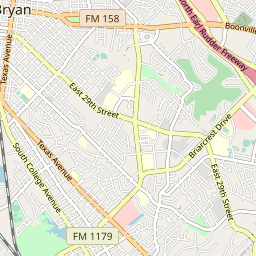 Bryan
FM 158
Boonville
North Earl Rudder Freeway
Texas Avenue
East 29th Street
Briarcrest Drive
Texas Avenue
South College Avenue
East 29th Street
FM 1179